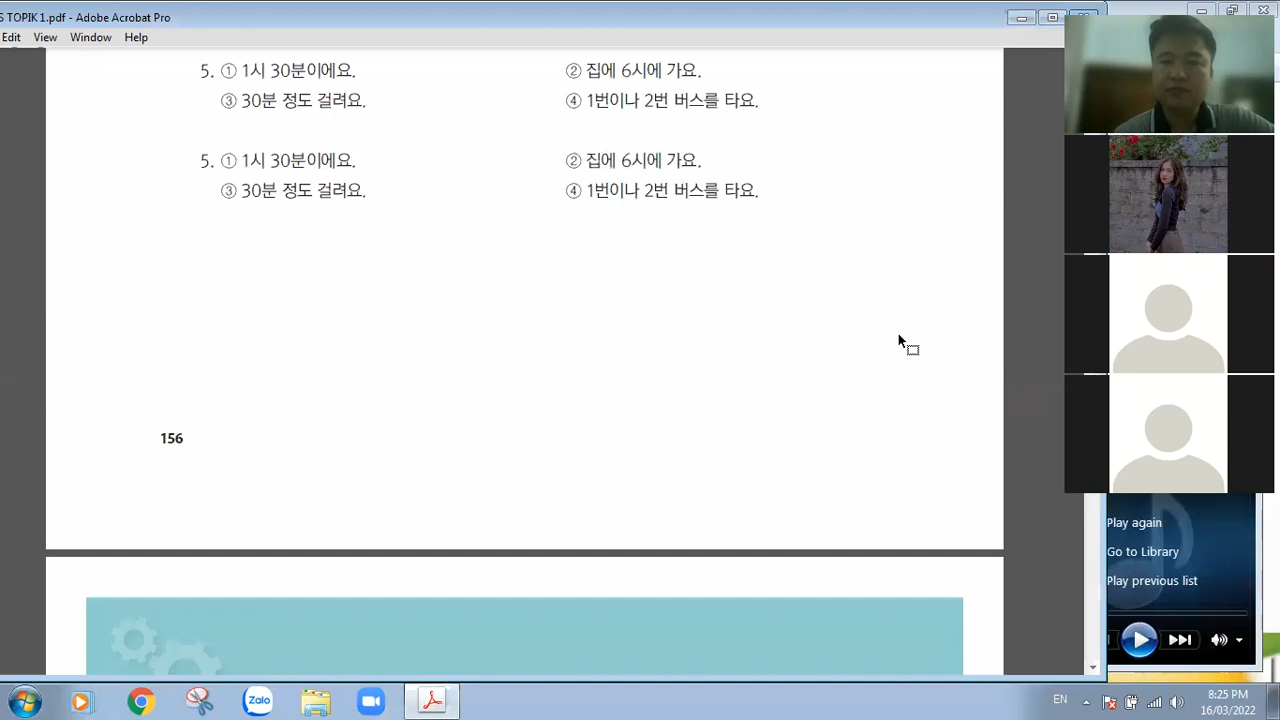 S TOPIK 1.pdf - Adobe Acrobat Pro
Edit View Window Help
5. ① 1시 30분이에요. ② 집에 6시에 가요.
③ 30분 정도 걸려요. ④ 1번이나 2번 버스를 타요.
5. ① 1시 30분이에요. ② 집에 6시에 가요.
③ 30분 정도 걸려요. ④ 1번이나 2번 버스를 타요.
156
Play again
Go to Library
Play previous list
Zalo
EN
8:25 PM
16/03/2022